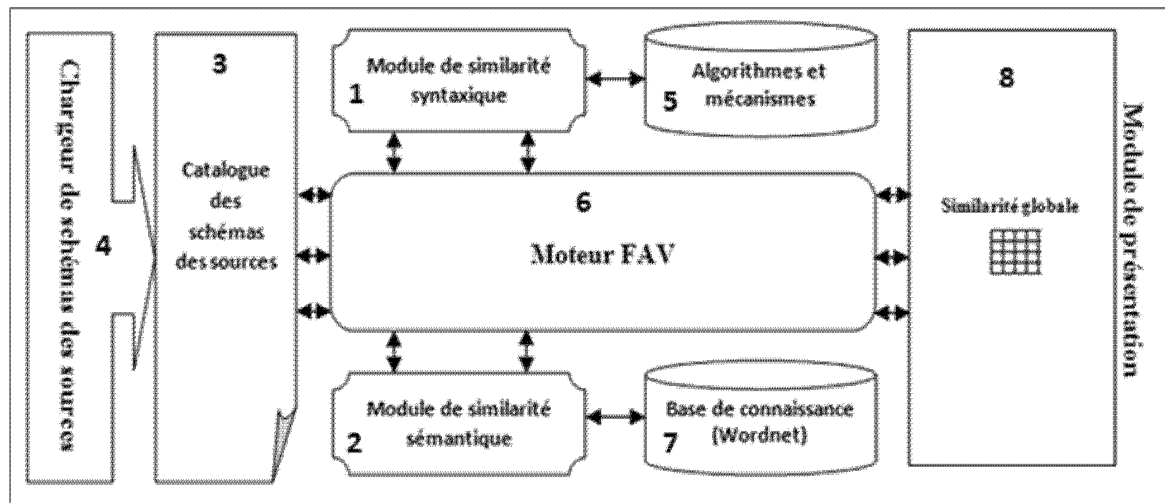 Chargeur de schémas des sources
4
3
Catalogue
des
schémas
des sources
Module de similarité
syntaxique
1
Algorithmes et
mécanismes
5
6
Moteur FAV
Module de similarité
sémantique
2
Base de connaissance
(Wordnet)
7
8
Similarité globale
Module de présentation